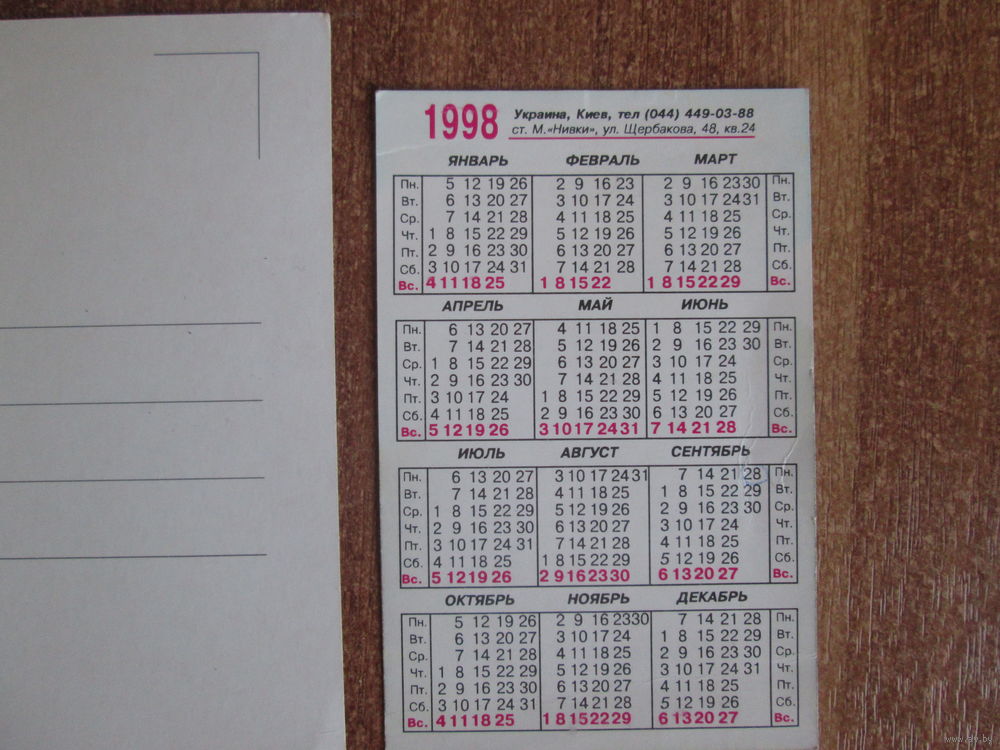 1998 Украина, Киев, тел (044) 449-03-88
ст. М.«Нивки», ул. Щербакова, 48, кв.24
ЯНВАРЬ ФЕВРАЛЬ МАРТ
Пн. 5 12 19 26 2 9 16 23 2 9 16 23 30 Пн.
Вт. 6 13 20 27 3 10 17 24 3 10 17 24 31 Вт.
Ср. 7 14 21 28 4 11 18 25 4 11 18 25 Ср.
Чт. 1 8 15 22 29 5 12 19 26 5 12 19 26 Чт.
Пт. 2 9 16 23 30 6 13 20 27 6 13 20 27 Пт.
Сб. 3 10 17 24 31 7 14 21 28 7 14 21 28 Сб.
Вс. 4 11 18 25 1 8 15 22 1 8 15 22 29 Вс.
АПРЕЛЬ МАЙ ИЮНЬ
Пн. 6 13 20 27 4 11 18 25 1 8 15 22 29 Пн.
Вт. 7 14 21 28 5 12 19 26 2 9 16 23 30 Вт.
Ср. 1 8 15 22 29 6 13 20 27 3 10 17 24 Ср.
Чт. 2 9 16 23 30 7 14 21 28 4 11 18 25 Чт.
Пт. 3 10 17 24 1 8 15 22 29 5 12 19 26 Пт.
Сб. 4 11 18 25 2 9 16 23 30 6 13 20 27 Сб.
Вс. 5 12 19 26 3 10 17 24 31 7 14 21 28 Вс.
ИЮЛЬ АВГУСТ СЕНТЯБРЬ
Пн. 6 13 20 27 3 10 17 24 31 7 14 21 28 Пн.
Вт. 7 14 21 28 4 11 18 25 1 8 15 22 29 Вт.
Ср. 1 8 15 22 29 5 12 19 26 2 9 16 23 30 Ср.
Чт. 2 9 16 23 30 6 13 20 27 3 10 17 24 Чт.
Пт. 3 10 17 24 31 7 14 21 28 4 11 18 25 Пт.
Сб. 4 11 18 25 1 8 15 22 29 5 12 19 26 Сб.
Вс. 5 12 19 26 2 9 16 23 30 6 13 20 27 Вс.
ОКТЯБРЬ НОЯБРЬ ДЕКАБРЬ
Пн. 5 12 19 26 2 9 16 23 30 7 14 21 28 Пн.
Вт. 6 13 20 27 3 10 17 24 1 8 15 22 29 Вт.
Ср. 7 14 21 28 4 11 18 25 2 9 16 23 30 Ср.
Чт. 1 8 15 22 29 5 12 19 26 3 10 17 24 31 Чт.
Пт. 2 9 16 23 30 6 13 20 27 4 11 18 25 Пт.
Сб. 3 10 17 24 31 7 14 21 28 5 12 19 26 Сб.
Вс. 4 11 18 25 1 8 15 22 29 6 13 20 27 Вс.
www.ay.by